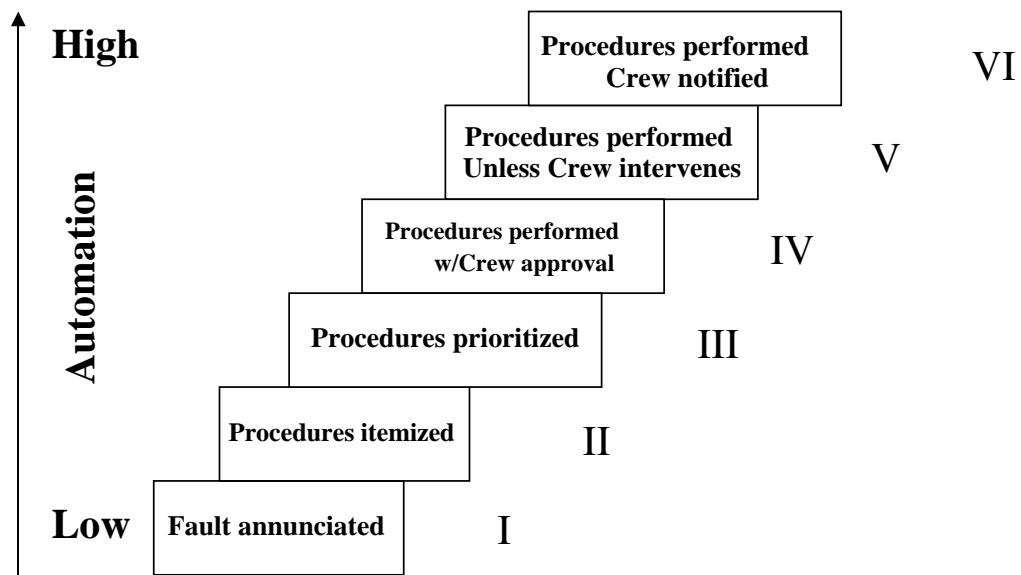 High
Procedures performed
Crew notified
VI
Procedures performed
Unless Crew intervenes
V
Automation
Procedures performed
w/Crew approval
IV
Procedures prioritized
III
Procedures itemized
II
Low
Fault annunciated
I